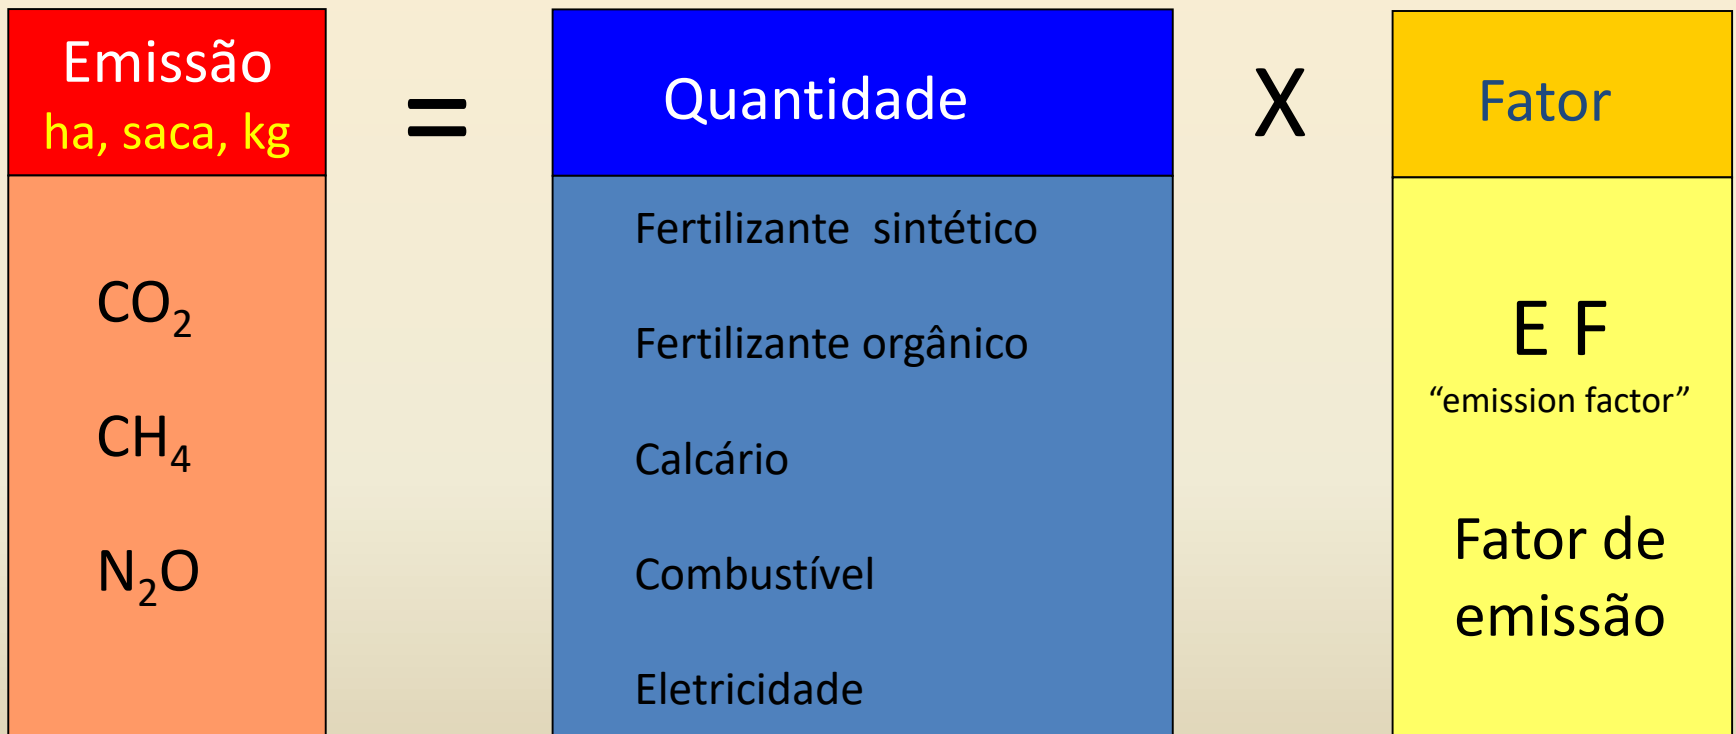 Emissão
ha, saca, kg
=
Quantidade
X
Fator
CO₂
CH₄
N₂O
Fertilizante sintético
Fertilizante orgânico
Calcário
Combustível
Eletricidade
E F
“emission factor”
Fator de
emissão